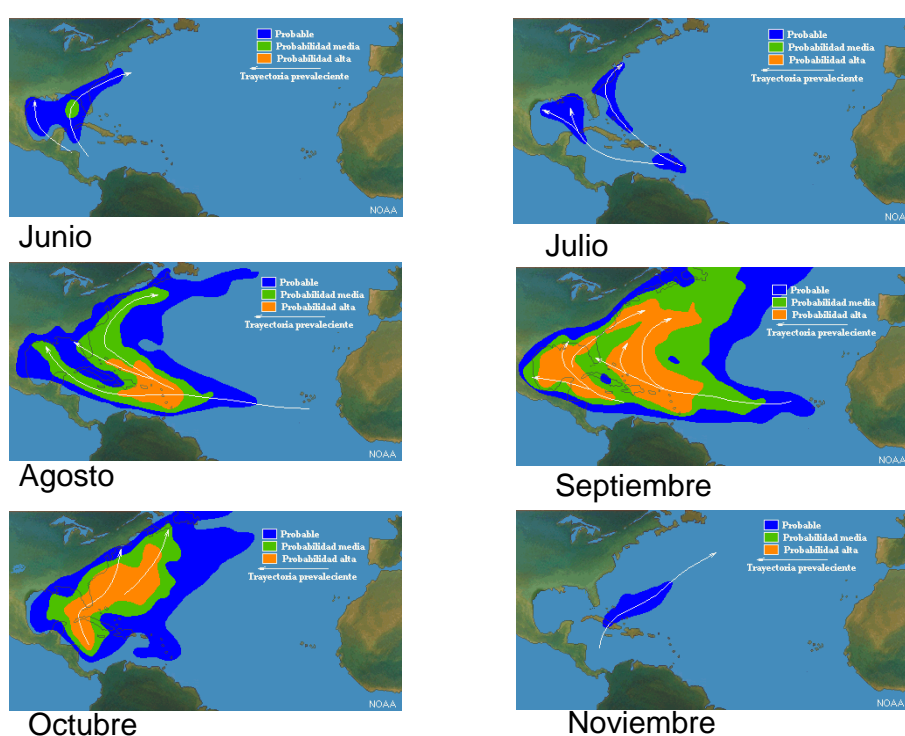 Probable
Probabilidad media
Probabilidad alta
Trayectoria prevaleciente
NOAA
Junio
Probable
Probabilidad media
Probabilidad alta
Trayectoria prevaleciente
NOA
Julio
Probable
Probabilidad media
Probabilidad alta
Trayectoria prevaleciente
NOAA
Agosto
Probable
Probabilidad media
Probabilidad alta
Trayectoria prevaleciente
NOAA
Septiembre
Probable
Probabilidad media
Probabilidad alta
Trayectoria prevaleciente
NOAA
Octubre
Probable
Probabilidad media
Probabilidad alta
Trayectoria prevaleciente
NOAA
Noviembre